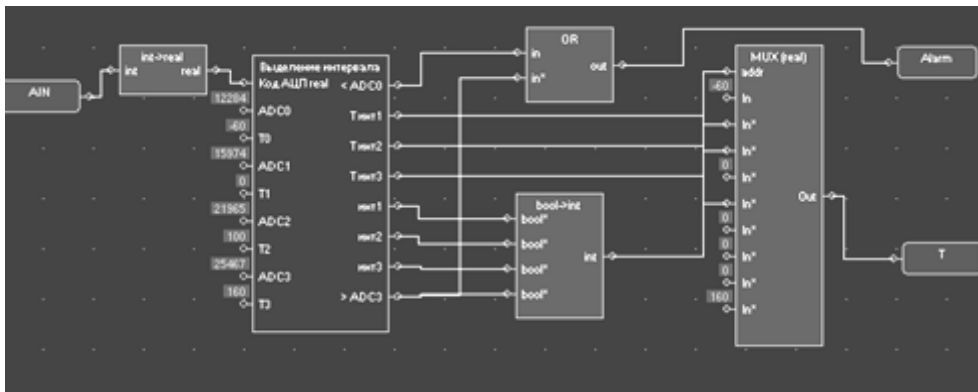 AIN
int->real
int
real
Выделение интервала
Код АЦП real
< ADC0
12284
ADC0
Тинт1
-60
T0
Тинт2
15974
ADC1
Тинт3
0
T1
инт1
21965
ADC2
инт2
100
T2
инт3
25467
ADC3
> ADC3
160
T3
OR
in
in*
out
bool->int
bool*
bool*
bool*
bool*
int
MUX (real)
addr
-60
In
In*
In*
0
In*
In*
0
In*
0
In*
0
In*
160
In*
Out
Alarm
T